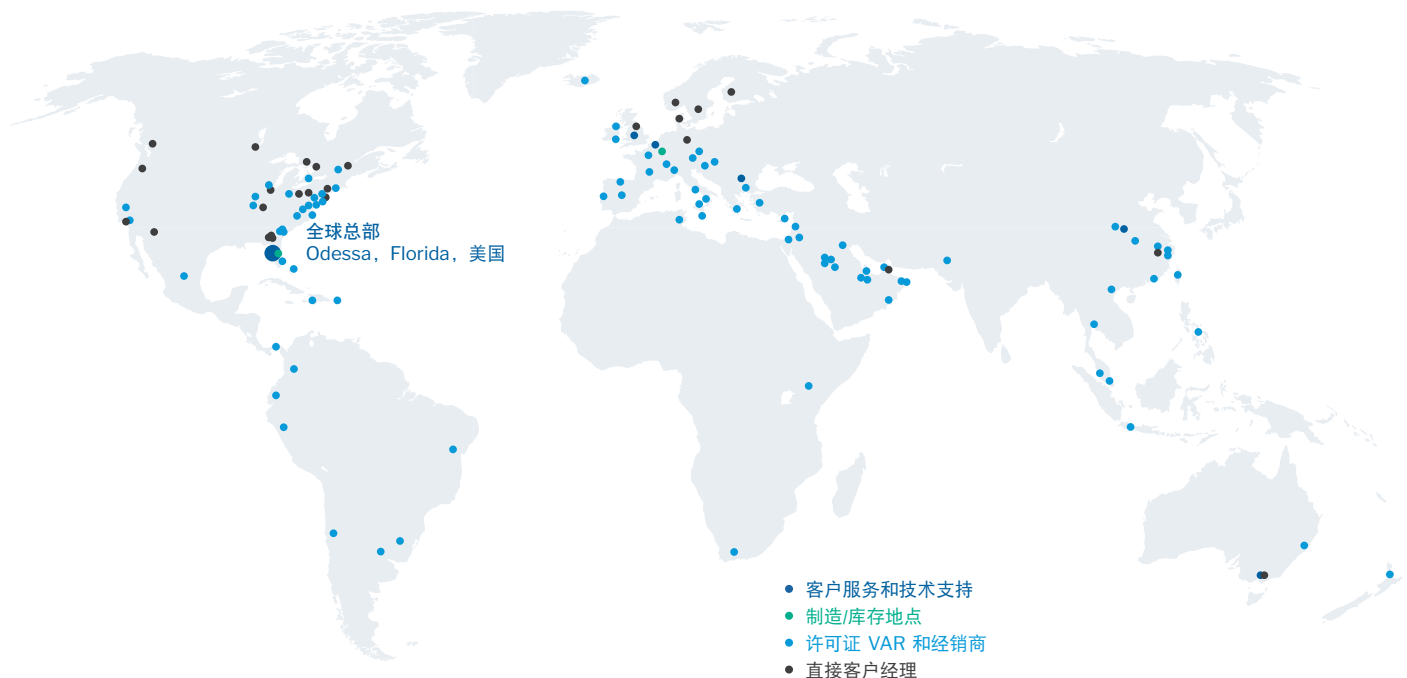 全球总部
Odessa，Florida，美国
客户服务和技术支持
制造/库存地点
许可证 VAR 和经销商
直接客户经理